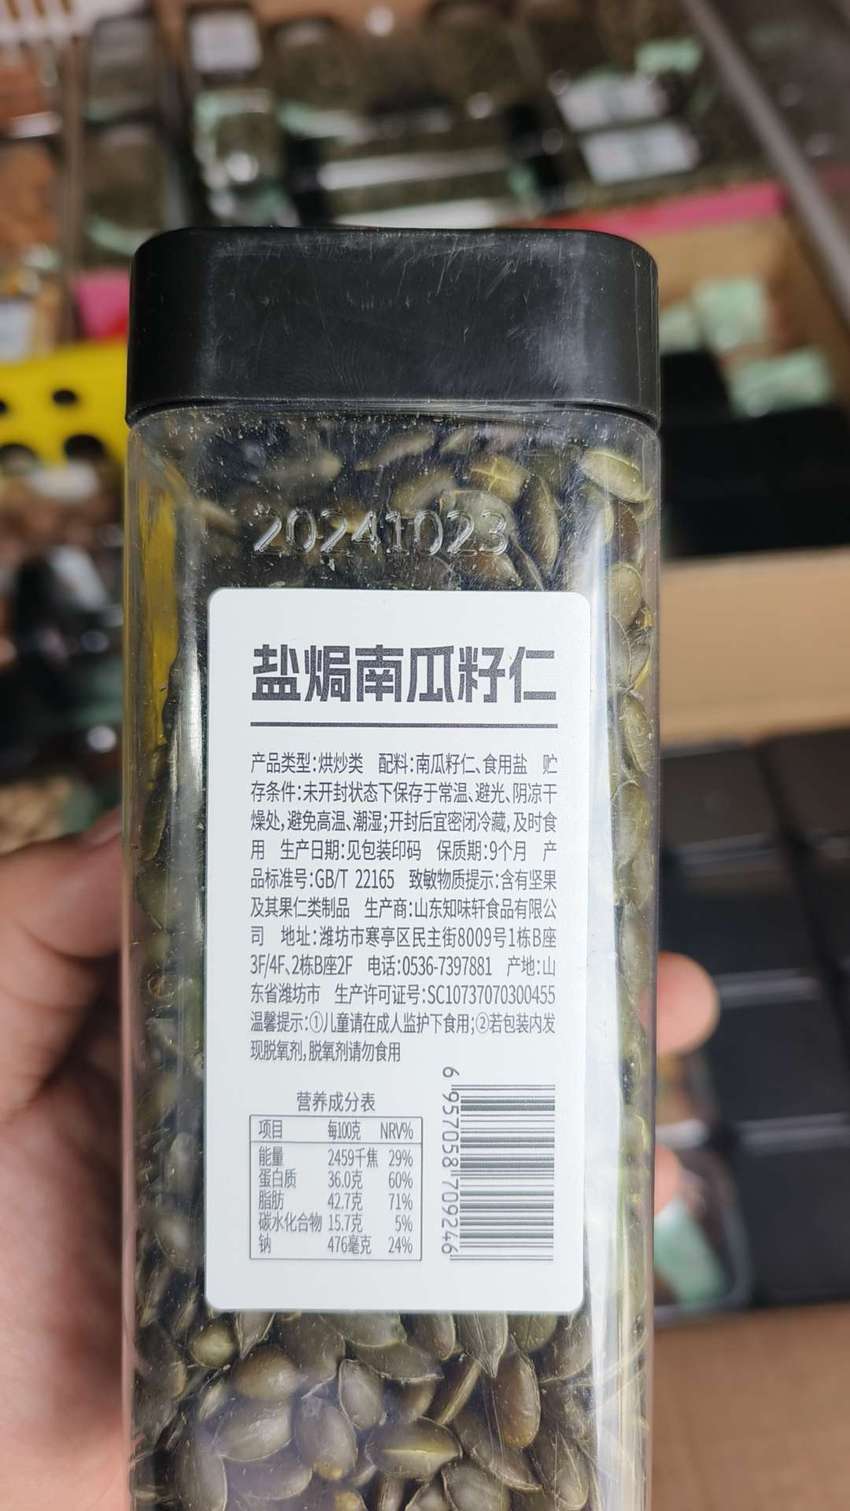 20241023
盐焗南瓜籽仁
产品类型:烘炒类 配料:南瓜籽仁、食用盐 贮
存条件:未开封状态下保存于常温、避光、阴凉干
燥处,避免高温、潮湿;开封后宜密闭冷藏,及时食
用 生产日期:见包装印码 保质期:9个月 产
品标准号:GB/T 22165 致敏物质提示:含有坚果
及其果仁类制品 生产商:山东知味轩食品有限公
司 地址:潍坊市寒亭区民主街8009号1栋B座
3F/4F、2栋B座2F 电话:0536-7397881 产地:山
东省潍坊市 生产许可证号:SC10737070300455
温馨提示:①儿童请在成人监护下食用;②若包装内发
现脱氧剂,脱氧剂请勿食用
营养成分表
项目 每100克 NRV%
能量 2459千焦 29%
蛋白质 36.0克 60%
脂肪 42.7克 71%
碳水化合物 15.7克 5%
钠 476毫克 24%
6 957058 709246